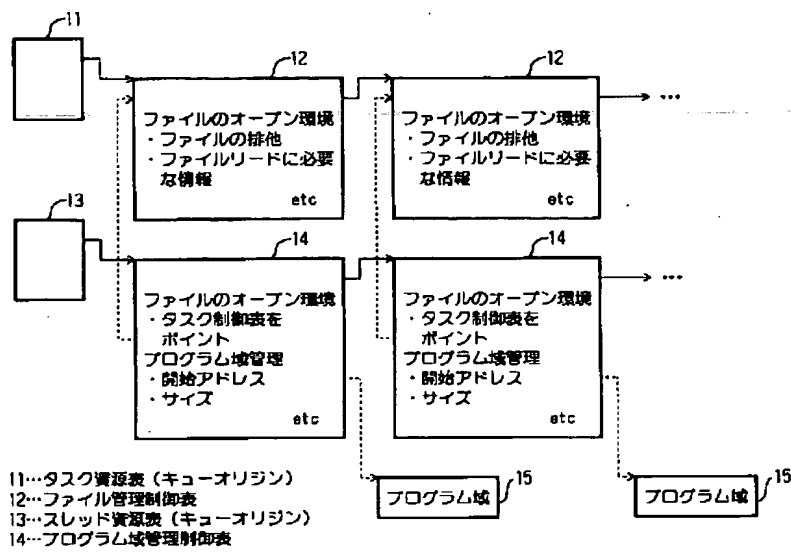 11
12
12
ファイルのオープン環境
・ファイルの排他
・ファイルリードに必要
な情報
etc
ファイルのオープン環境
・ファイルの排他
・ファイルリードに必要
な情報
etc
...
13
14
14
ファイルのオープン環境
・タスク制御表を
ポイント
プログラム域管理
・開始アドレス
・サイズ
etc
ファイルのオープン環境
・タスク制御表を
ポイント
プログラム域管理
・開始アドレス
・サイズ
etc
...
15
プログラム域
15
プログラム域
11…タスク資源表（キューオリジン）
12…ファイル管理制御表
13…スレッド資源表（キューオリジン）
14…プログラム域管理制御表